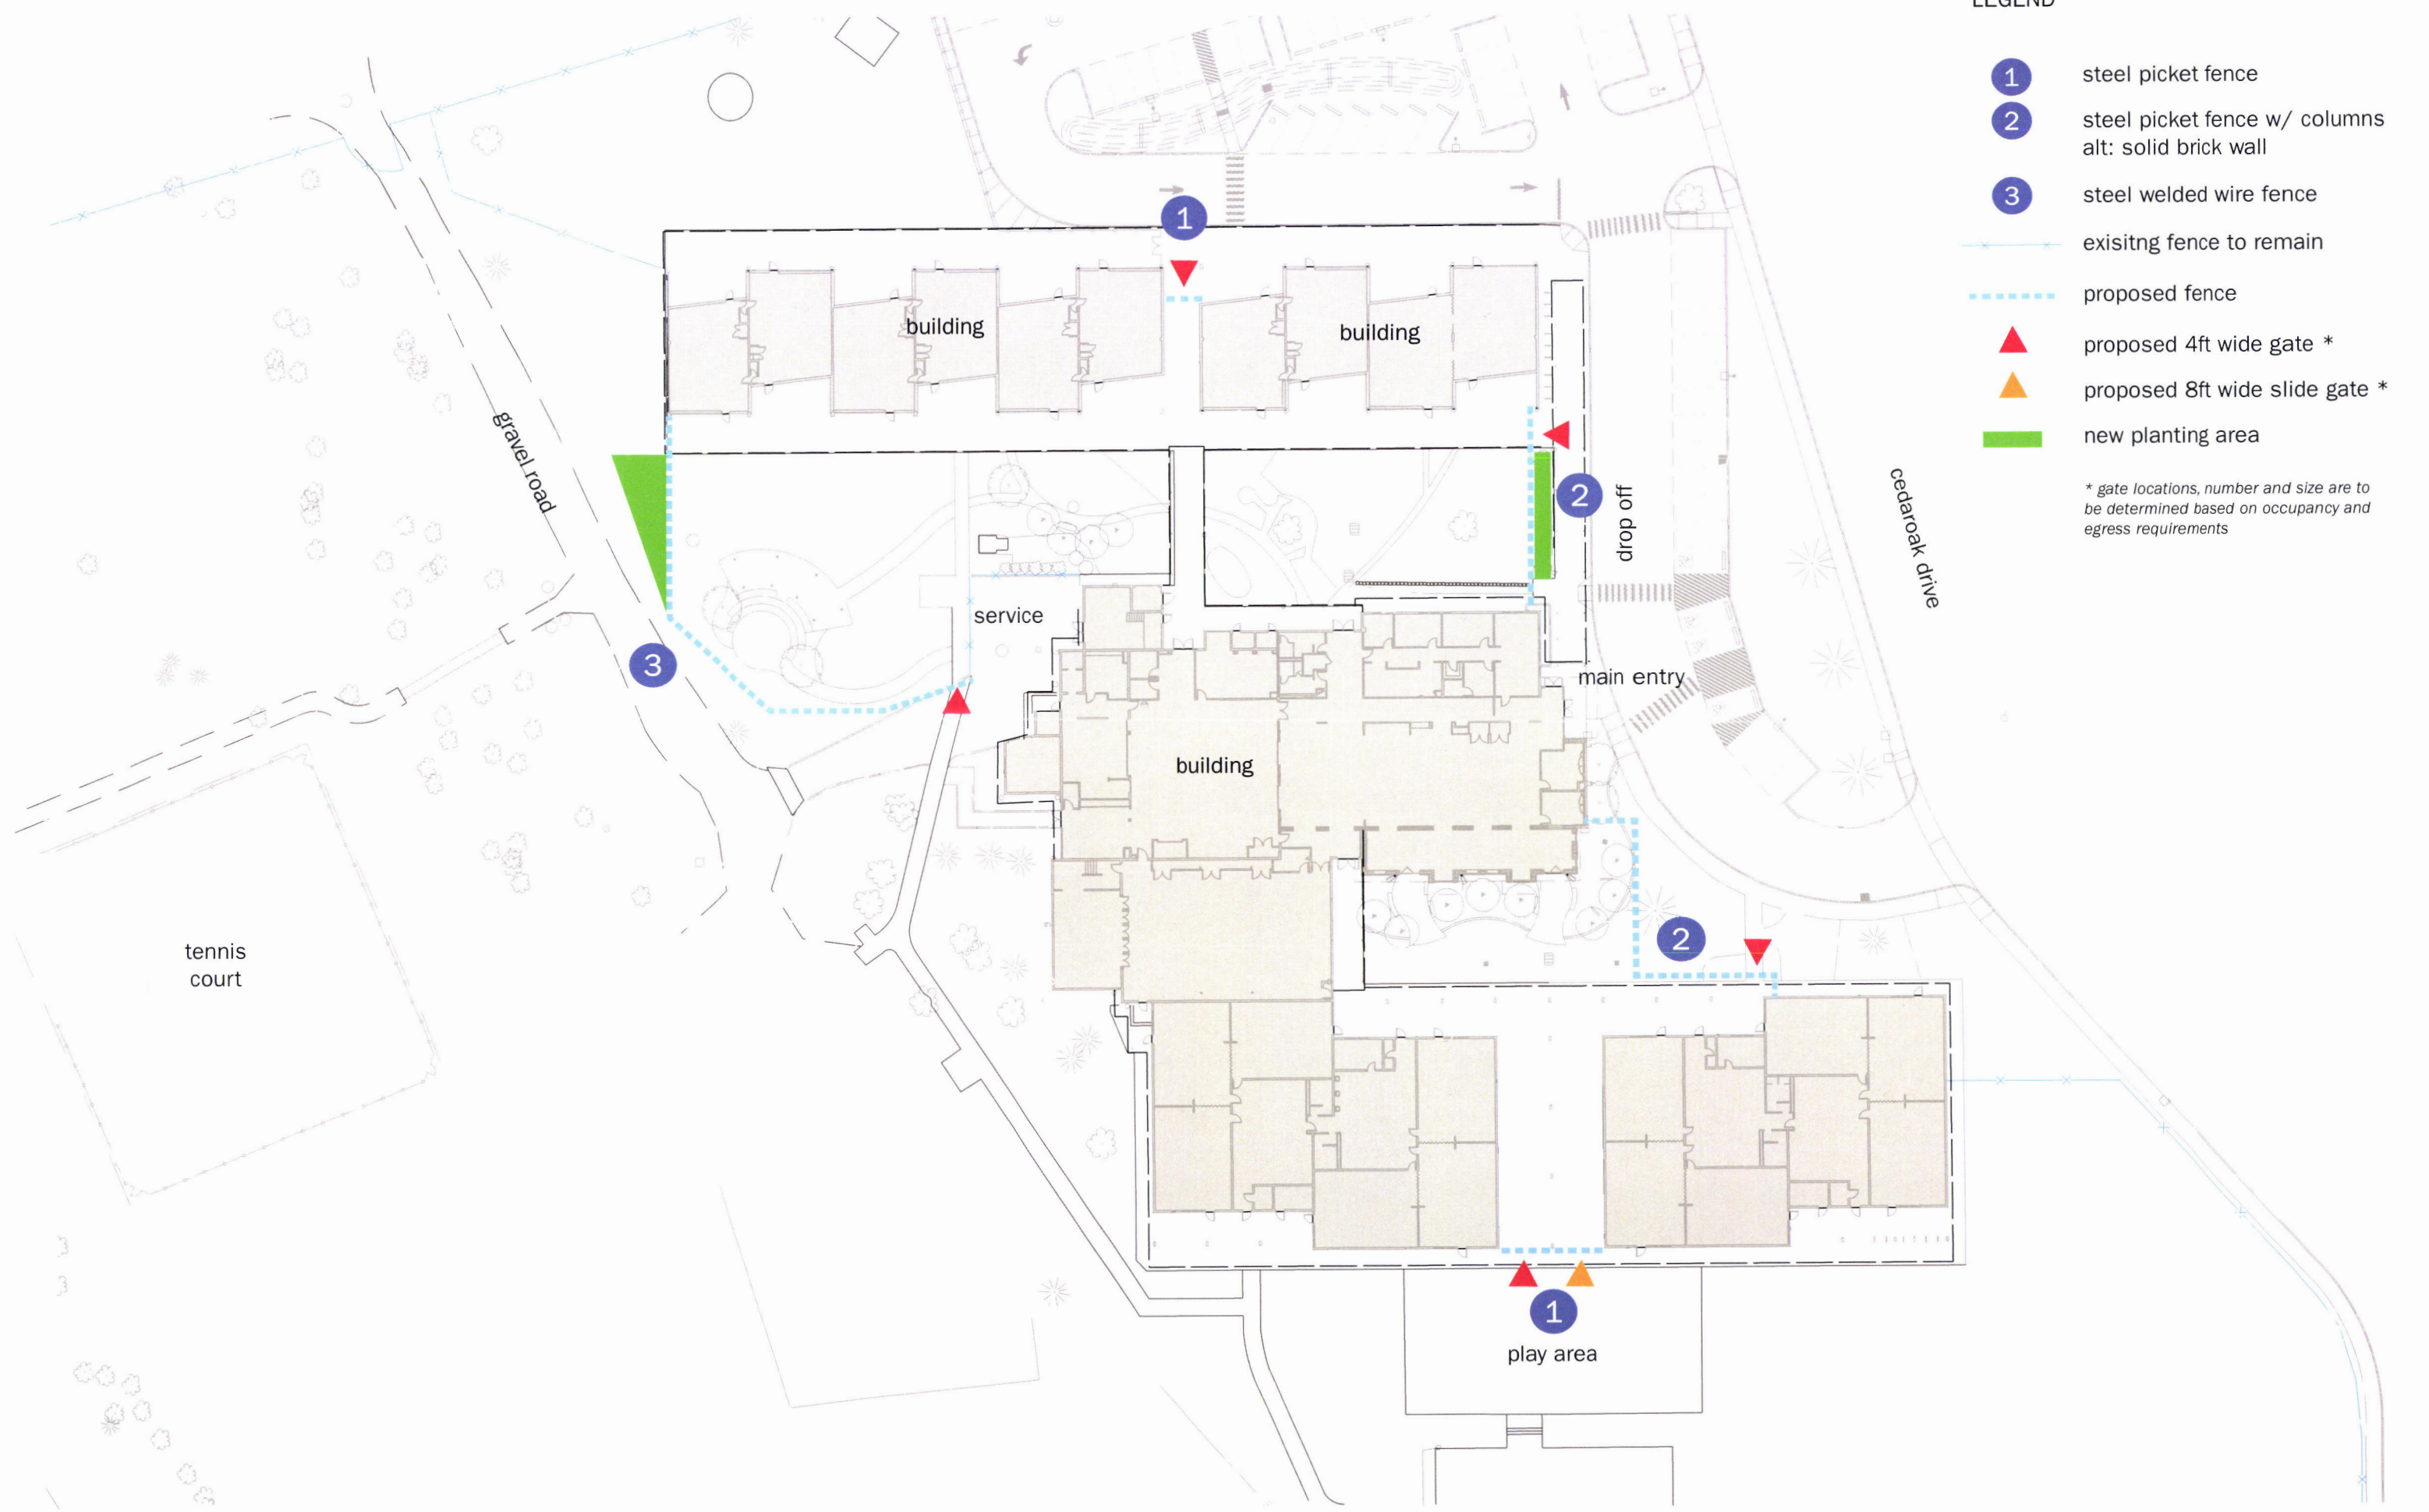 LEGEND
1 steel picket fence
2 steel picket fence w/ columns
alt: solid brick wall
3 steel welded wire fence
exisitng fence to remain
proposed fence
proposed 4ft wide gate *
proposed 8ft wide slide gate *
new planting area
* gate locations, number and size are to
be determined based on occupancy and
egress requirements
1
building
building
gravel road
2
drop off
cedaroak drive
service
3
main entry
building
2
tennis
court
1
play area